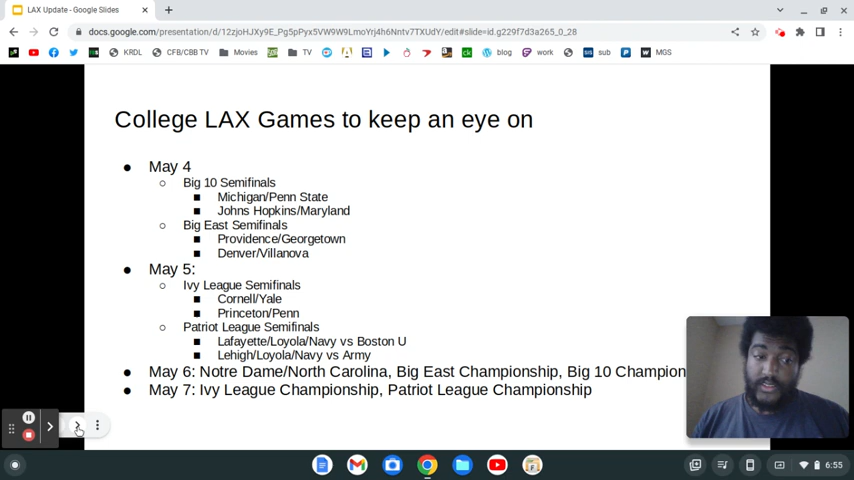 LAX Update - Google Slides
docs.google.com/presentation/d/12zjoHJXy9E_Pg5pPyx5VW9W9LmoYrj4h6Nntv7TXUdY/edit#slide=id.g229f7d3a265_0_28
KRDL CFB/CBB TV Movies TV blog work sub MGS
College LAX Games to keep an eye on
● May 4
○ Big 10 Semifinals
■ Michigan/Penn State
■ Johns Hopkins/Maryland
○ Big East Semifinals
■ Providence/Georgetown
■ Denver/Villanova
● May 5:
○ Ivy League Semifinals
■ Cornell/Yale
■ Princeton/Penn
○ Patriot League Semifinals
■ Lafayette/Loyola/Navy vs Boston U
■ Lehigh/Loyola/Navy vs Army
● May 6: Notre Dame/North Carolina, Big East Championship, Big 10 Champion
● May 7: Ivy League Championship, Patriot League Championship
6:55